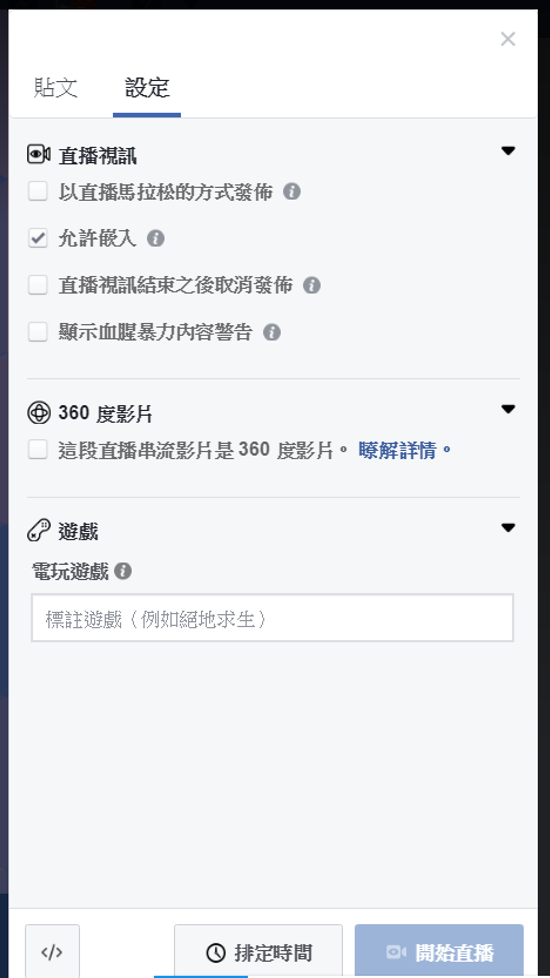 貼文 設定
直播視訊
以直播馬拉松的方式發佈
允許嵌入
直播視訊結束之後取消發佈
顯示血腥暴力內容警告
360 度影片
這段直播串流影片是 360 度影片。 瞭解詳情。
遊戲
電玩遊戲
標註遊戲（例如絕地求生）
</> 排定時間 開始直播